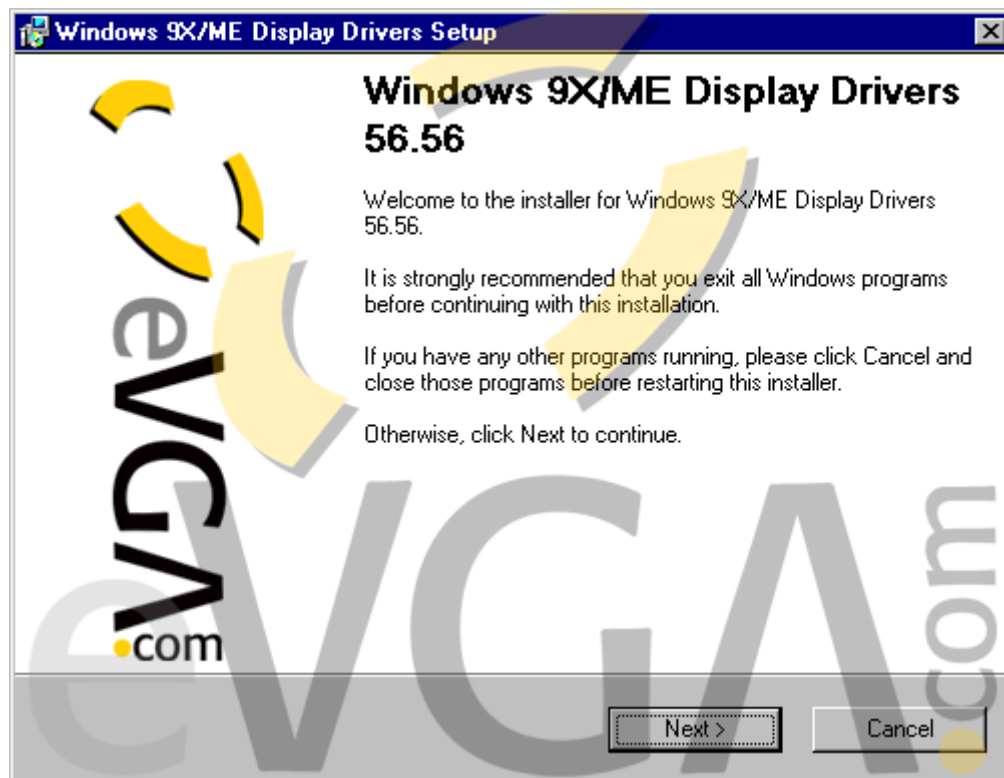 Windows 9X/ME Display Drivers Setup
Windows 9X/ME Display Drivers
56.56
Welcome to the installer for Windows 9X/ME Display Drivers
56.56.
It is strongly recommended that you exit all Windows programs
before continuing with this installation.
If you have any other programs running, please click Cancel and
close those programs before restarting this installer.
Otherwise, click Next to continue.
eVGA.com
eVGA.com
Next >
Cancel